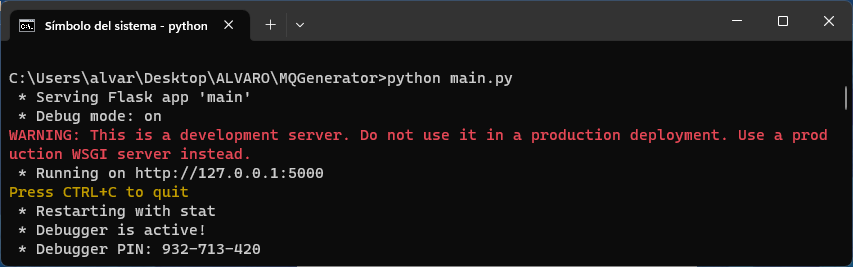 Símbolo del sistema - python
C:\Users\alvar\Desktop\ALVARO\MQGenerator>python main.py
 * Serving Flask app 'main'
 * Debug mode: on
WARNING: This is a development server. Do not use it in a production deployment. Use a prod
uction WSGI server instead.
 * Running on http://127.0.0.1:5000
Press CTRL+C to quit
 * Restarting with stat
 * Debugger is active!
 * Debugger PIN: 932-713-420